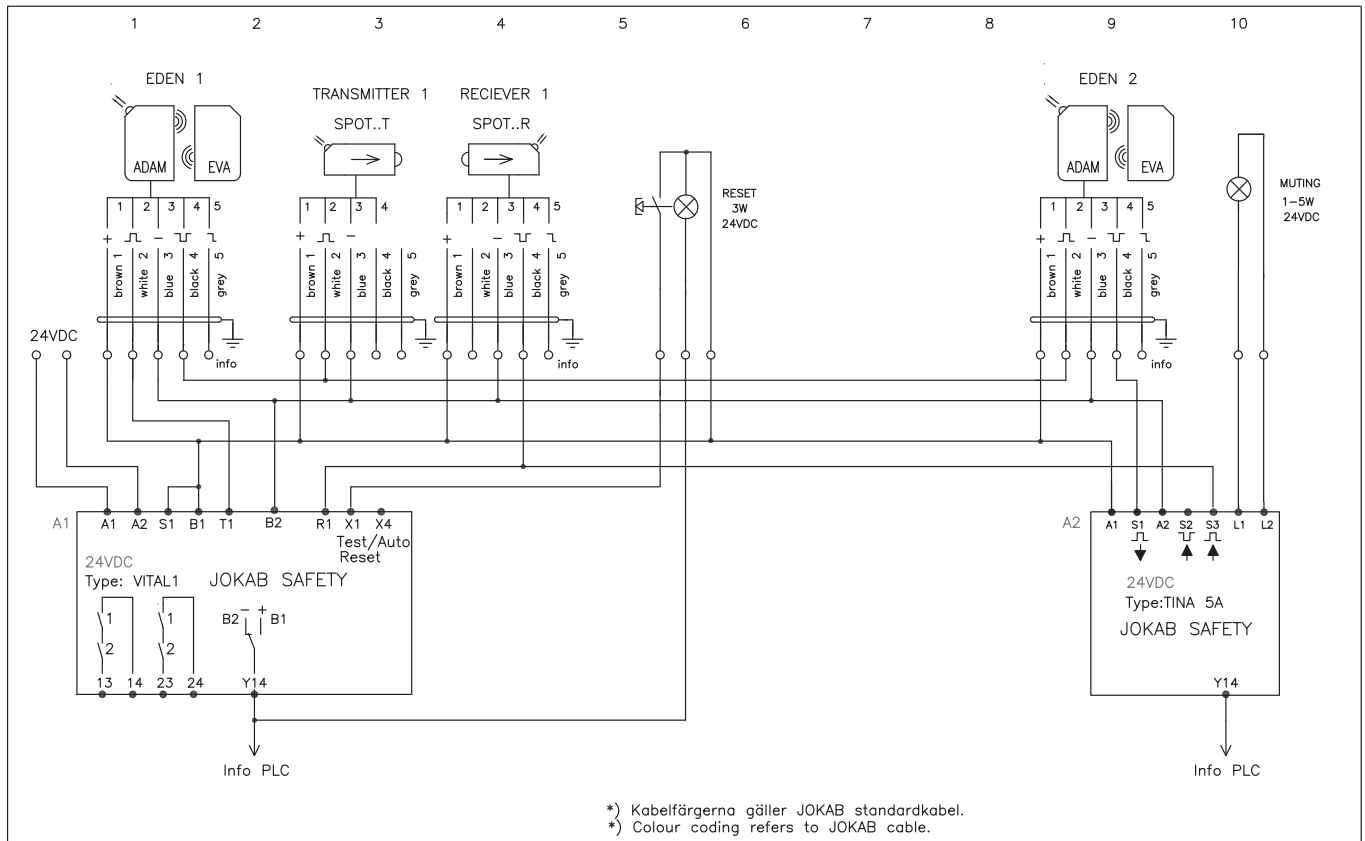 1 2 3 4 5 6 7 8 9 10
EDEN 1
ADAM
EVA
1 2 3 4 5
+ −
brown 1
white 2
blue 3
black 4
grey 5
info
24VDC
TRANSMITTER 1
SPOT..T
1 2 3 4
+ −
brown 1
white 2
blue 3
black 4
grey 5
RECIEVER 1
SPOT..R
1 2 3 4 5
+ −
brown 1
white 2
blue 3
black 4
grey 5
RESET
3W
24VDC
EDEN 2
ADAM
EVA
1 2 3 4 5
+ −
brown 1
white 2
blue 3
black 4
grey 5
info
MUTING
1-5W
24VDC
A1
A1 A2 S1 B1 T1 B2 R1 X1 X4
Test/Auto
Reset
24VDC
Type: VITAL1
JOKAB SAFETY
1 1
2 2
B2 − + B1
13 14 23 24 Y14
Info PLC
A2
A1 S1 A2 S2 S3 L1 L2
24VDC
Type:TINA 5A
JOKAB SAFETY
Y14
Info PLC
*) Kabelfärgerna gäller JOKAB standardkabel.
*) Colour coding refers to JOKAB cable.